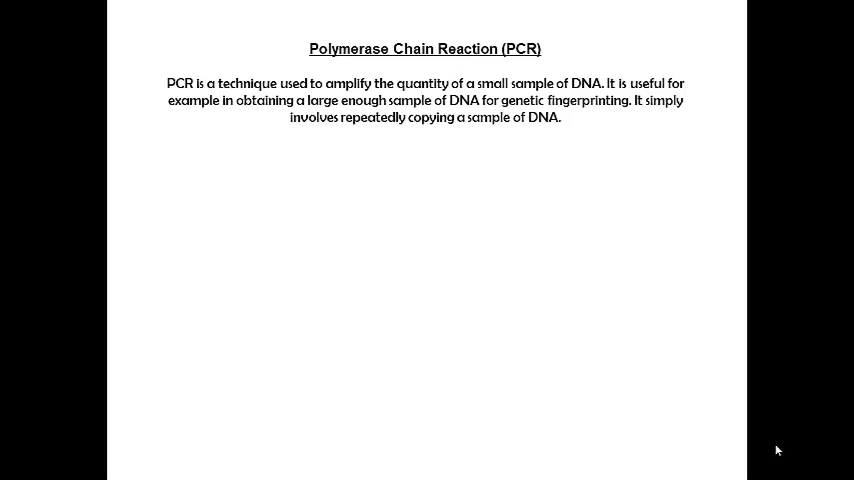 Polymerase Chain Reaction (PCR)
PCR is a technique used to amplify the quantity of a small sample of DNA. It is useful for
example in obtaining a large enough sample of DNA for genetic fingerprinting. It simply
involves repeatedly copying a sample of DNA.